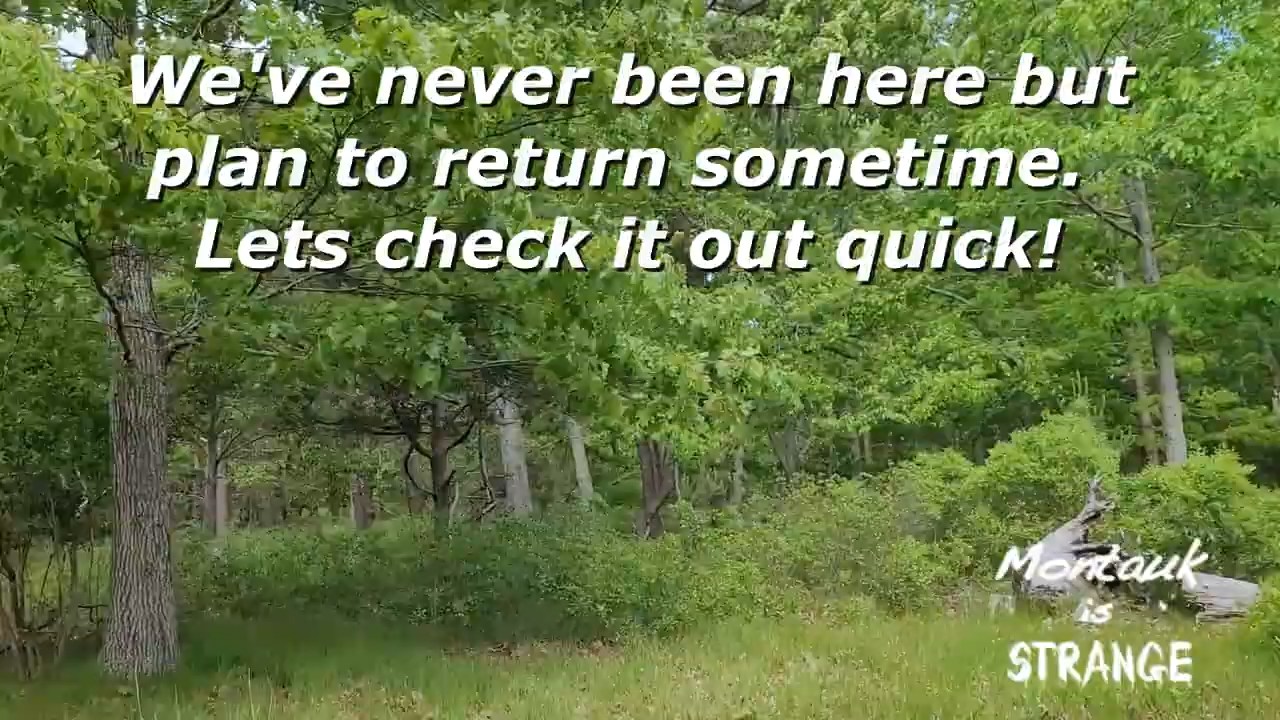 We've never been here but
plan to return sometime.
Lets check it out quick!
Montauk
is
STRANGE